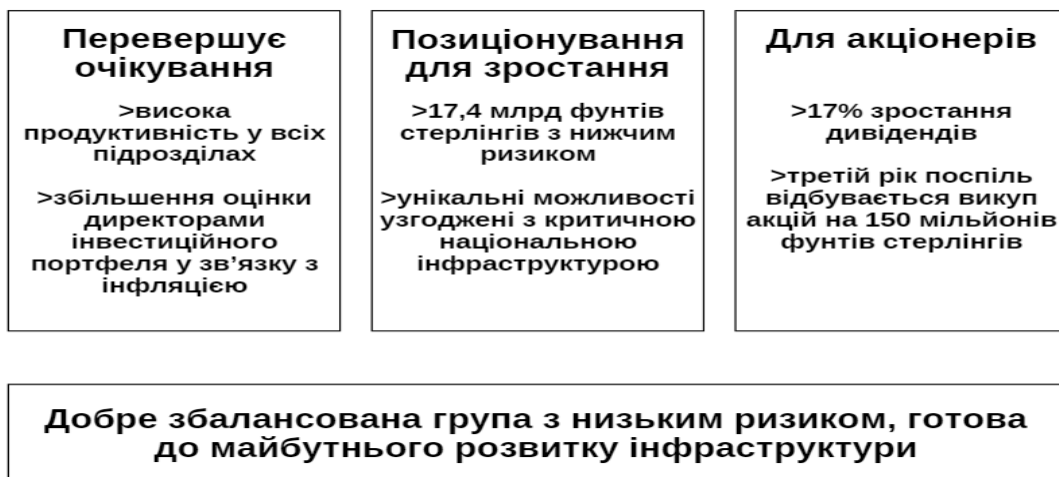 Перевершує
очікування
>висока
продуктивність у всіх
підрозділах
>збільшення оцінки
директорами
інвестиційного
портфеля у зв’язку з
інфляцією
Позиціонування
для зростання
>17,4 млрд фунтів
стерлінгів з нижчим
ризиком
>унікальні можливості
узгоджені з критичною
національною
інфраструктурою
Для акціонерів
>17% зростання
дивідендів
>третій рік поспіль
відбувається викуп
акцій на 150 мільйонів
фунтів стерлінгів
Добре збалансована група з низьким ризиком, готова
до майбутнього розвитку інфраструктури